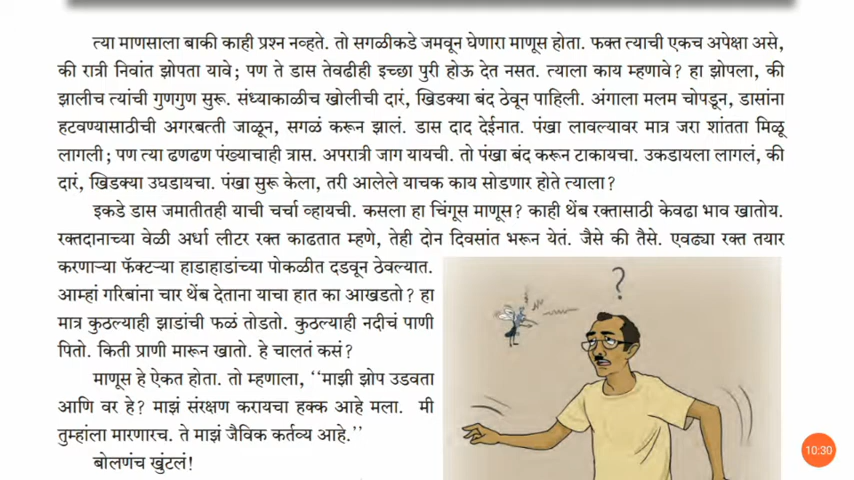 त्या माणसाला बाकी काही प्रश्न नव्हते. तो सगळीकडे जमवून घेणारा माणूस होता. फक्त त्याची एकच अपेक्षा असे,
की रात्री निवांत झोपता यावे; पण ते डास तेवढीही इच्छा पुरी होऊ देत नसत. त्याला काय म्हणावे? हा झोपला, की
झालीच त्यांची गुणगुण सुरू. संध्याकाळीच खोलीची दारं, खिडक्या बंद ठेवून पाहिली. अंगाला मलम चोपडून, डासांना
हटवण्यासाठीची अगरबत्ती जाळून, सगळं करून झालं. डास दाद देईनात. पंखा लावल्यावर मात्र जरा शांतता मिळू
लागली; पण त्या ढणढण पंख्याचाही त्रास. अपरात्री जाग यायची. तो पंखा बंद करून टाकायचा. उकडायला लागलं, की
दारं, खिडक्या उघडायचा. पंखा सुरू केला, तरी आलेले याचक काय सोडणार होते त्याला?
इकडे डास जमातीतही याची चर्चा व्हायची. कसला हा चिंगूस माणूस? काही थेंब रक्तासाठी केवढा भाव खातोय.
रक्तदानाच्या वेळी अर्धा लीटर रक्त काढतात म्हणे, तेही दोन दिवसांत भरून येतं. जैसे की तैसे. एवढ्या रक्त तयार
करणाऱ्या फॅक्टऱ्या हाडाहाडांच्या पोकळीत दडवून ठेवल्यात.
आम्हां गरिबांना चार थेंब देताना याचा हात का आखडतो? हा
मात्र कुठल्याही झाडांची फळं तोडतो. कुठल्याही नदीचं पाणी
पितो. किती प्राणी मारून खातो. हे चालतं कसं?
माणूस हे ऐकत होता. तो म्हणाला, ‘‘माझी झोप उडवता
आणि वर हे? माझं संरक्षण करायचा हक्क आहे मला. मी
तुम्हांला मारणारच. ते माझं जैविक कर्तव्य आहे.’’
बोलणंच खुंटलं!
?
10:30